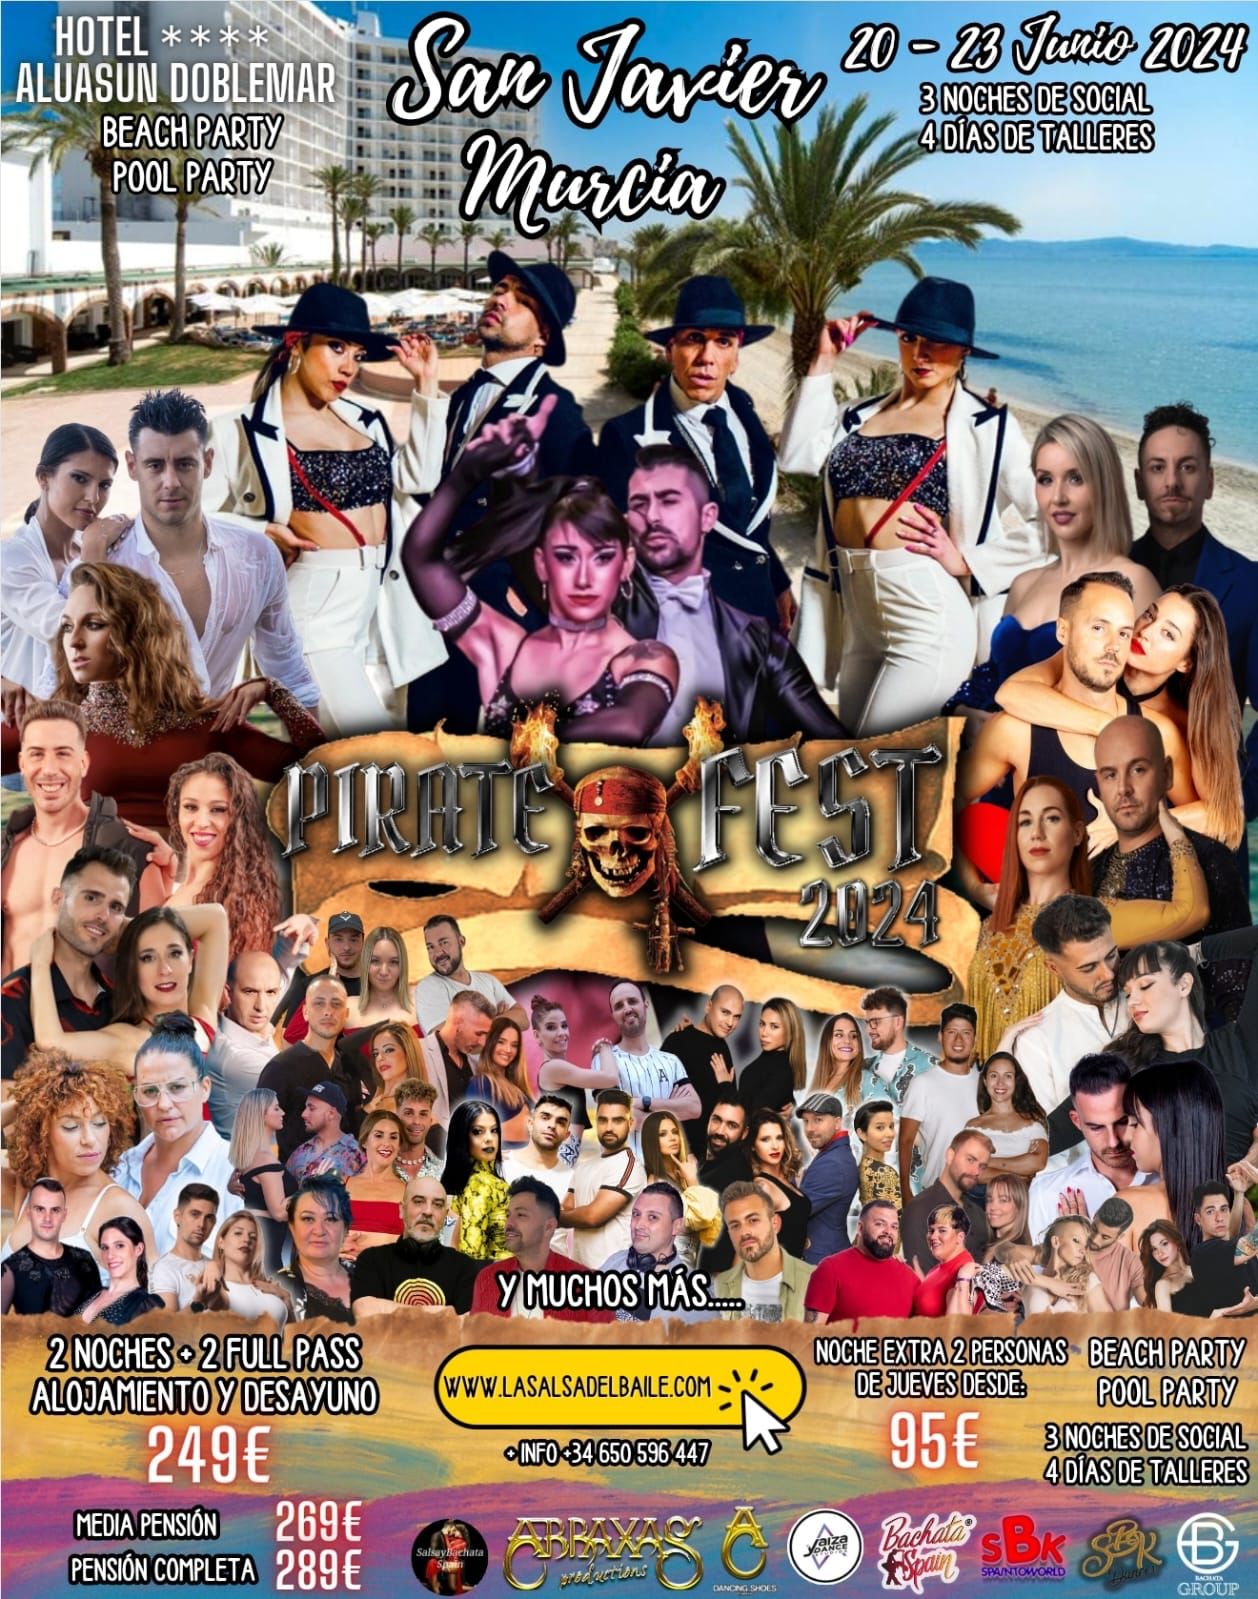 HOTEL ****
ALUASUN DOBLEMAR
BEACH PARTY
POOL PARTY
San Javier
Murcia
20 - 23 Junio 2024
3 NOCHES DE SOCIAL
4 DÍAS DE TALLERES
PIRATE FEST
2024
Y MUCHOS MÁS.....
2 NOCHES + 2 FULL PASS
ALOJAMIENTO Y DESAYUNO
249€
MEDIA PENSIÓN 269€
PENSIÓN COMPLETA 289€
WWW.LASALSADELBAILE.COM
+ INFO +34 650 596 447
NOCHE EXTRA 2 PERSONAS
DE JUEVES DESDE:
95€
BEACH PARTY
POOL PARTY
3 NOCHES DE SOCIAL
4 DÍAS DE TALLERES
SalsayBachata
Spain
ABRAXAS
productions
DANCING SHOES
Yaiza
DANCE
Bachata®
Spain
SBK
SPAINTOWORLD
SBK
Dancer
BG
BACHATA
GROUP